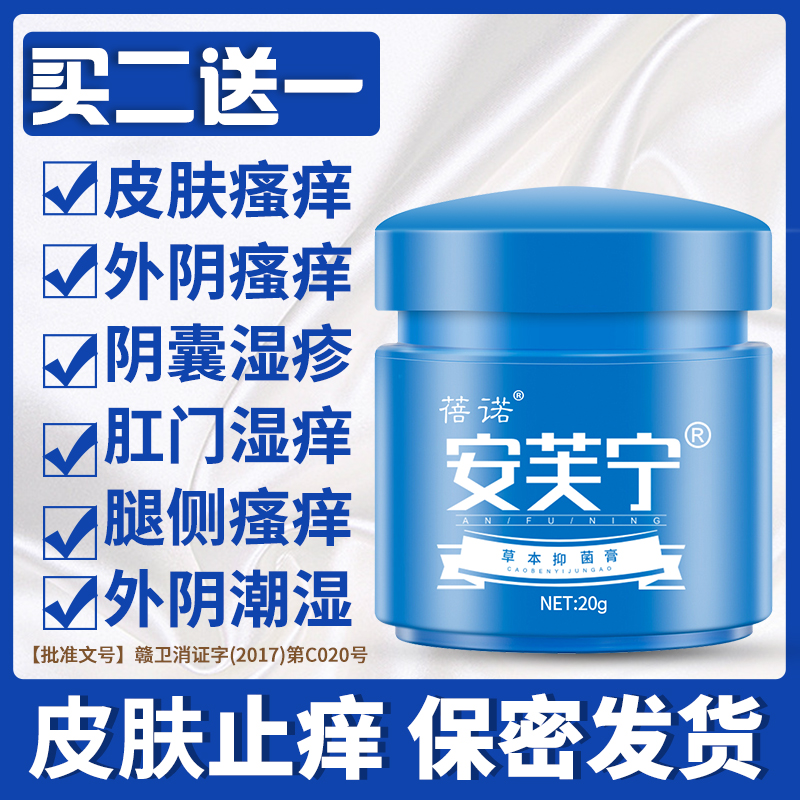 买二送一
皮肤瘙痒
外阴瘙痒
阴囊湿疹
肛门湿痒
腿侧瘙痒
外阴潮湿
【批准文号】赣卫消证字(2017)第C020号
蓓诺®
安芙宁®
AN/FU/NING
草本抑菌膏
CAOBENYIJUNGAO
NET:20g
皮肤止痒 保密发货